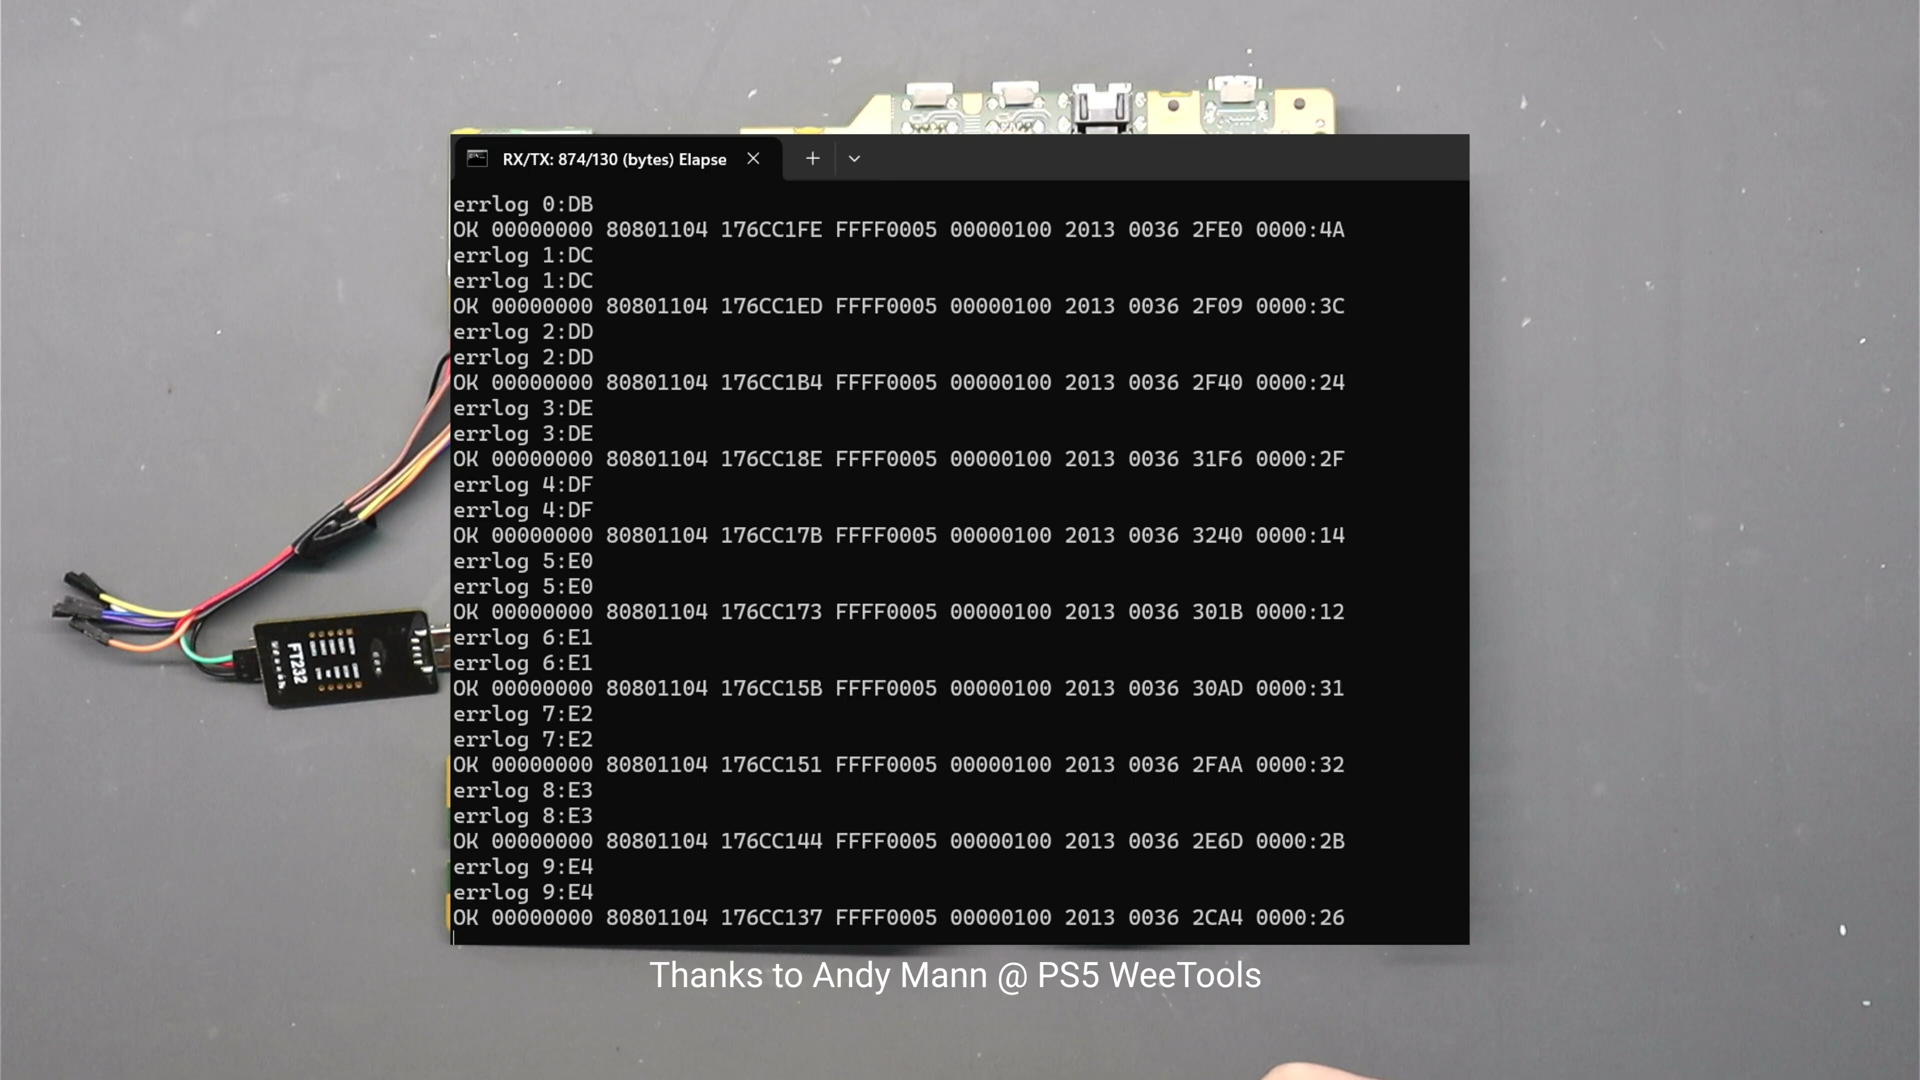 RX/TX: 874/130 (bytes) Elapse
errlog 0:DB
OK 00000000 80801104 176CC1FE FFFF0005 00000100 2013 0036 2FE0 0000:4A
errlog 1:DC
errlog 1:DC
OK 00000000 80801104 176CC1ED FFFF0005 00000100 2013 0036 2F09 0000:3C
errlog 2:DD
errlog 2:DD
OK 00000000 80801104 176CC1B4 FFFF0005 00000100 2013 0036 2F40 0000:24
errlog 3:DE
errlog 3:DE
OK 00000000 80801104 176CC18E FFFF0005 00000100 2013 0036 31F6 0000:2F
errlog 4:DF
errlog 4:DF
OK 00000000 80801104 176CC17B FFFF0005 00000100 2013 0036 3240 0000:14
errlog 5:E0
errlog 5:E0
OK 00000000 80801104 176CC173 FFFF0005 00000100 2013 0036 301B 0000:12
errlog 6:E1
errlog 6:E1
OK 00000000 80801104 176CC15B FFFF0005 00000100 2013 0036 30AD 0000:31
errlog 7:E2
errlog 7:E2
OK 00000000 80801104 176CC151 FFFF0005 00000100 2013 0036 2FAA 0000:32
errlog 8:E3
errlog 8:E3
OK 00000000 80801104 176CC144 FFFF0005 00000100 2013 0036 2E6D 0000:2B
errlog 9:E4
errlog 9:E4
OK 00000000 80801104 176CC137 FFFF0005 00000100 2013 0036 2CA4 0000:26
FT232
Thanks to Andy Mann @ PS5 WeeTools